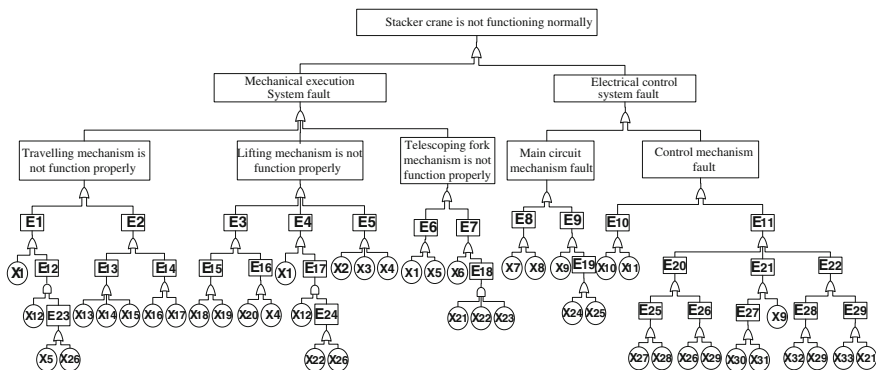 Stacker crane is not functioning normally
Mechanical execution
System fault
Electrical control
system fault
Travelling mechanism is
not function properly
Lifting mechanism is not
function properly
Telescoping fork
mechanism is not
function properly
Main circuit
mechanism fault
Control mechanism
fault
E1 E2 E3 E4 E5 E6 E7 E8 E9 E10 E11
X1 E12 E13 E14 E15 E16 X1 E17 X2 X3 X4 X1 X5 X6 E18 X7 X8 X9 E19 X10 X11 E20 E21 E22
X12 E23 X13 X14 X15 X16 X17 X18 X19 X20 X4 X12 E24 X21 X22 X23 X24 X25 E25 E26 E27 X9 E28 E29
X5 X26 X22 X26 X27 X28 X26 X29 X30 X31 X32 X29 X33 X21